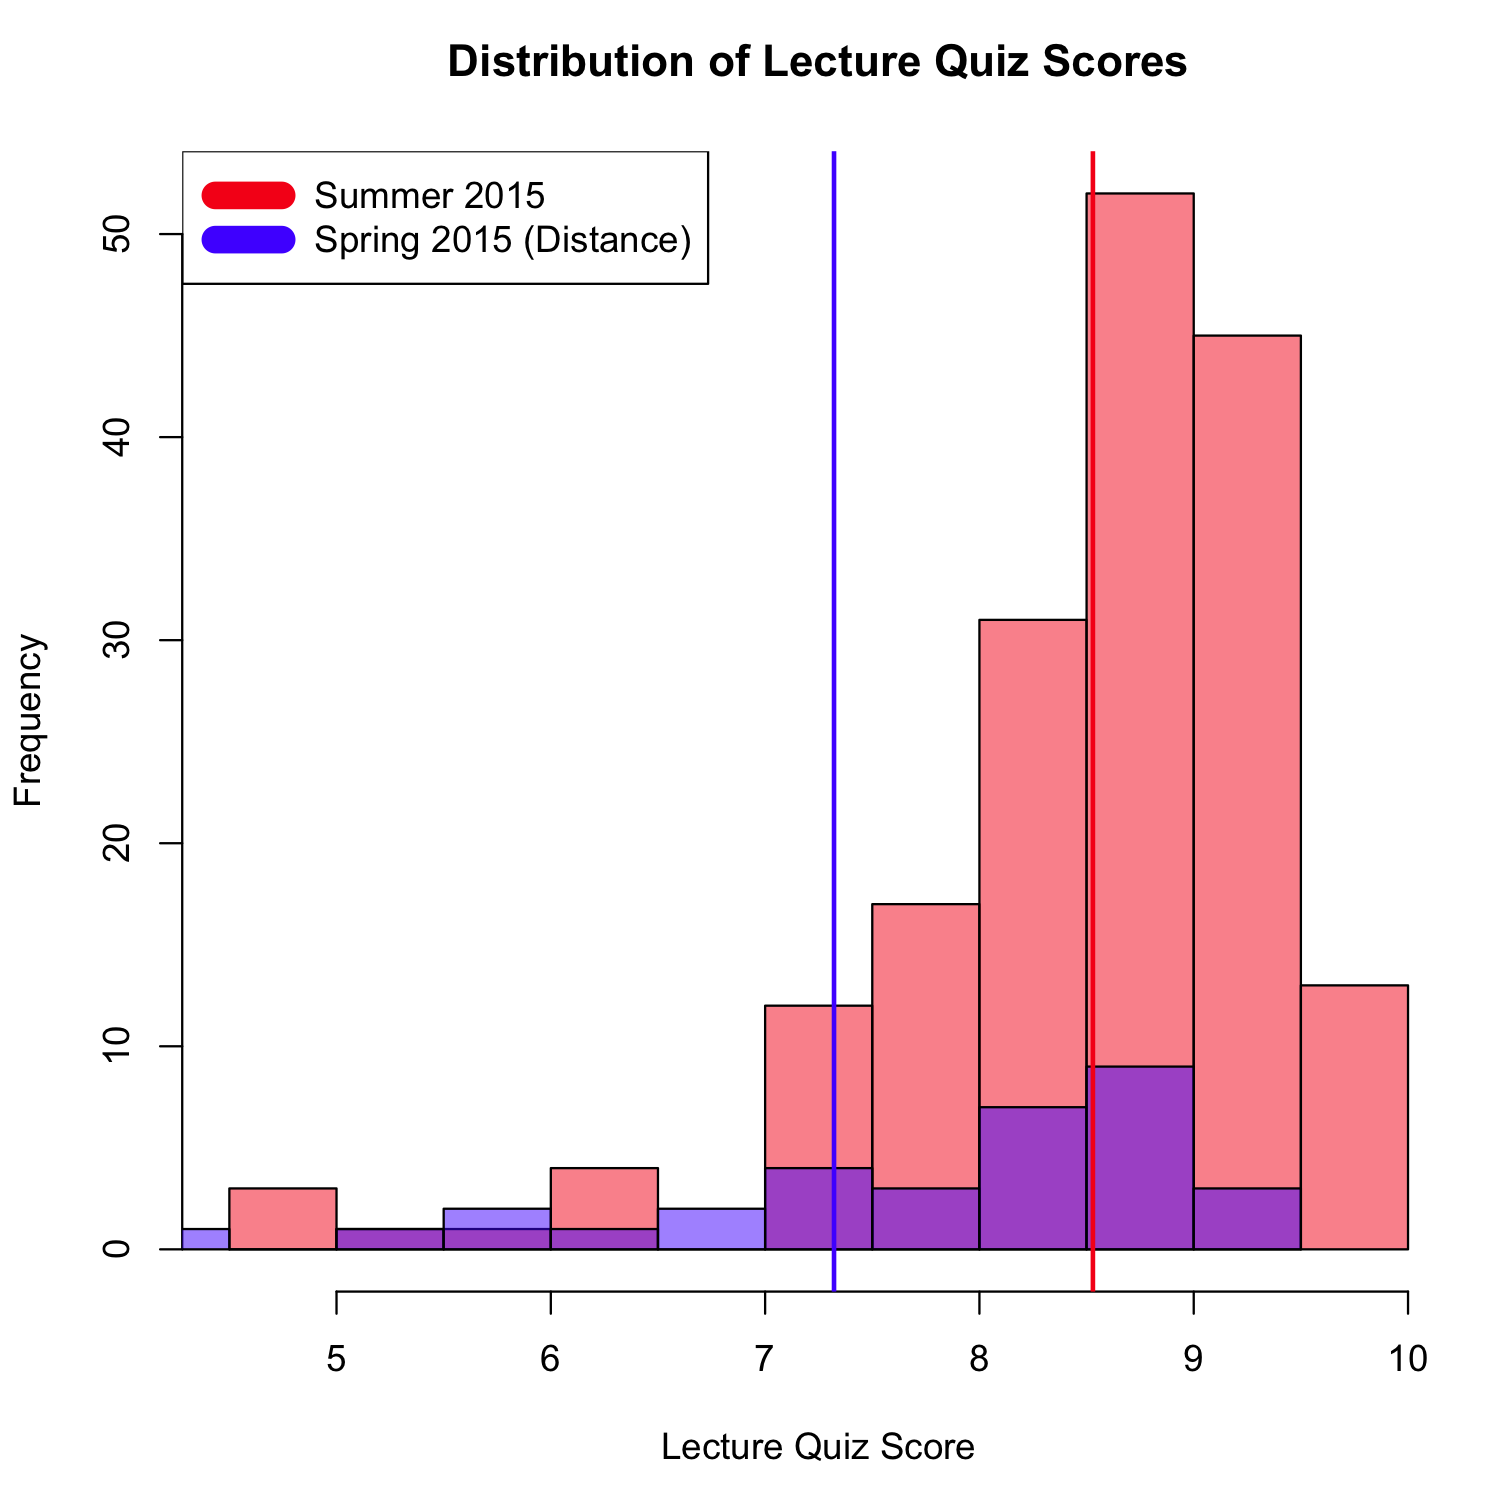 Distribution of Lecture Quiz Scores
Summer 2015
Spring 2015 (Distance)
Frequency
50
40
30
20
10
0
5 6 7 8 9 10
Lecture Quiz Score